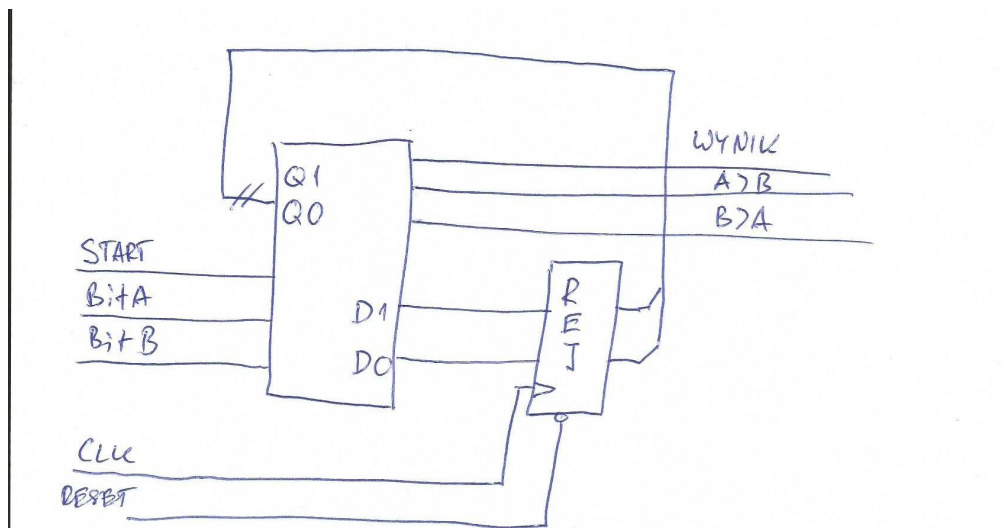 WYNIK
Q1
A>B
Q0
B>A
START
BitA
D1
BitB
D0
R
E
J
CLK
RESET